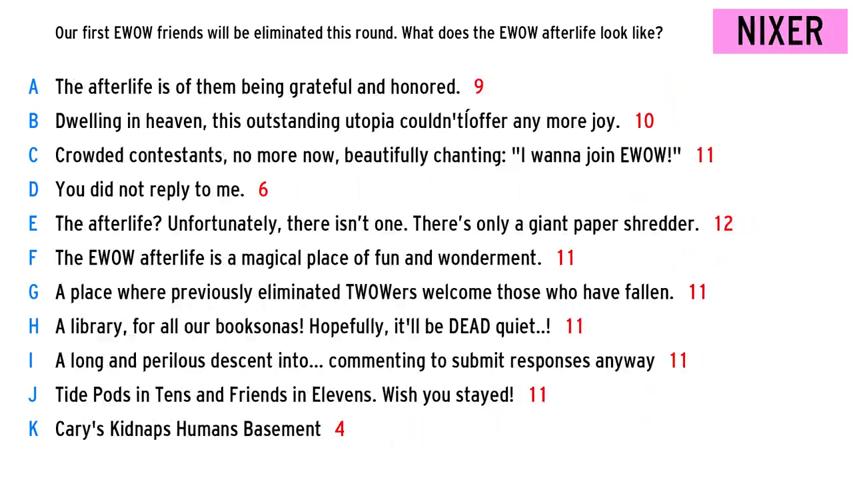 Our first EWOW friends will be eliminated this round. What does the EWOW afterlife look like?
NIXER
A The afterlife is of them being grateful and honored. 9
B Dwelling in heaven, this outstanding utopia couldn'tÍoffer any more joy. 10
C Crowded contestants, no more now, beautifully chanting: "I wanna join EWOW!" 11
D You did not reply to me. 6
E The afterlife? Unfortunately, there isn’t one. There’s only a giant paper shredder. 12
F The EWOW afterlife is a magical place of fun and wonderment. 11
G A place where previously eliminated TWOWers welcome those who have fallen. 11
H A library, for all our booksonas! Hopefully, it'll be DEAD quiet..! 11
I A long and perilous descent into... commenting to submit responses anyway 11
J Tide Pods in Tens and Friends in Elevens. Wish you stayed! 11
K Cary's Kidnaps Humans Basement 4